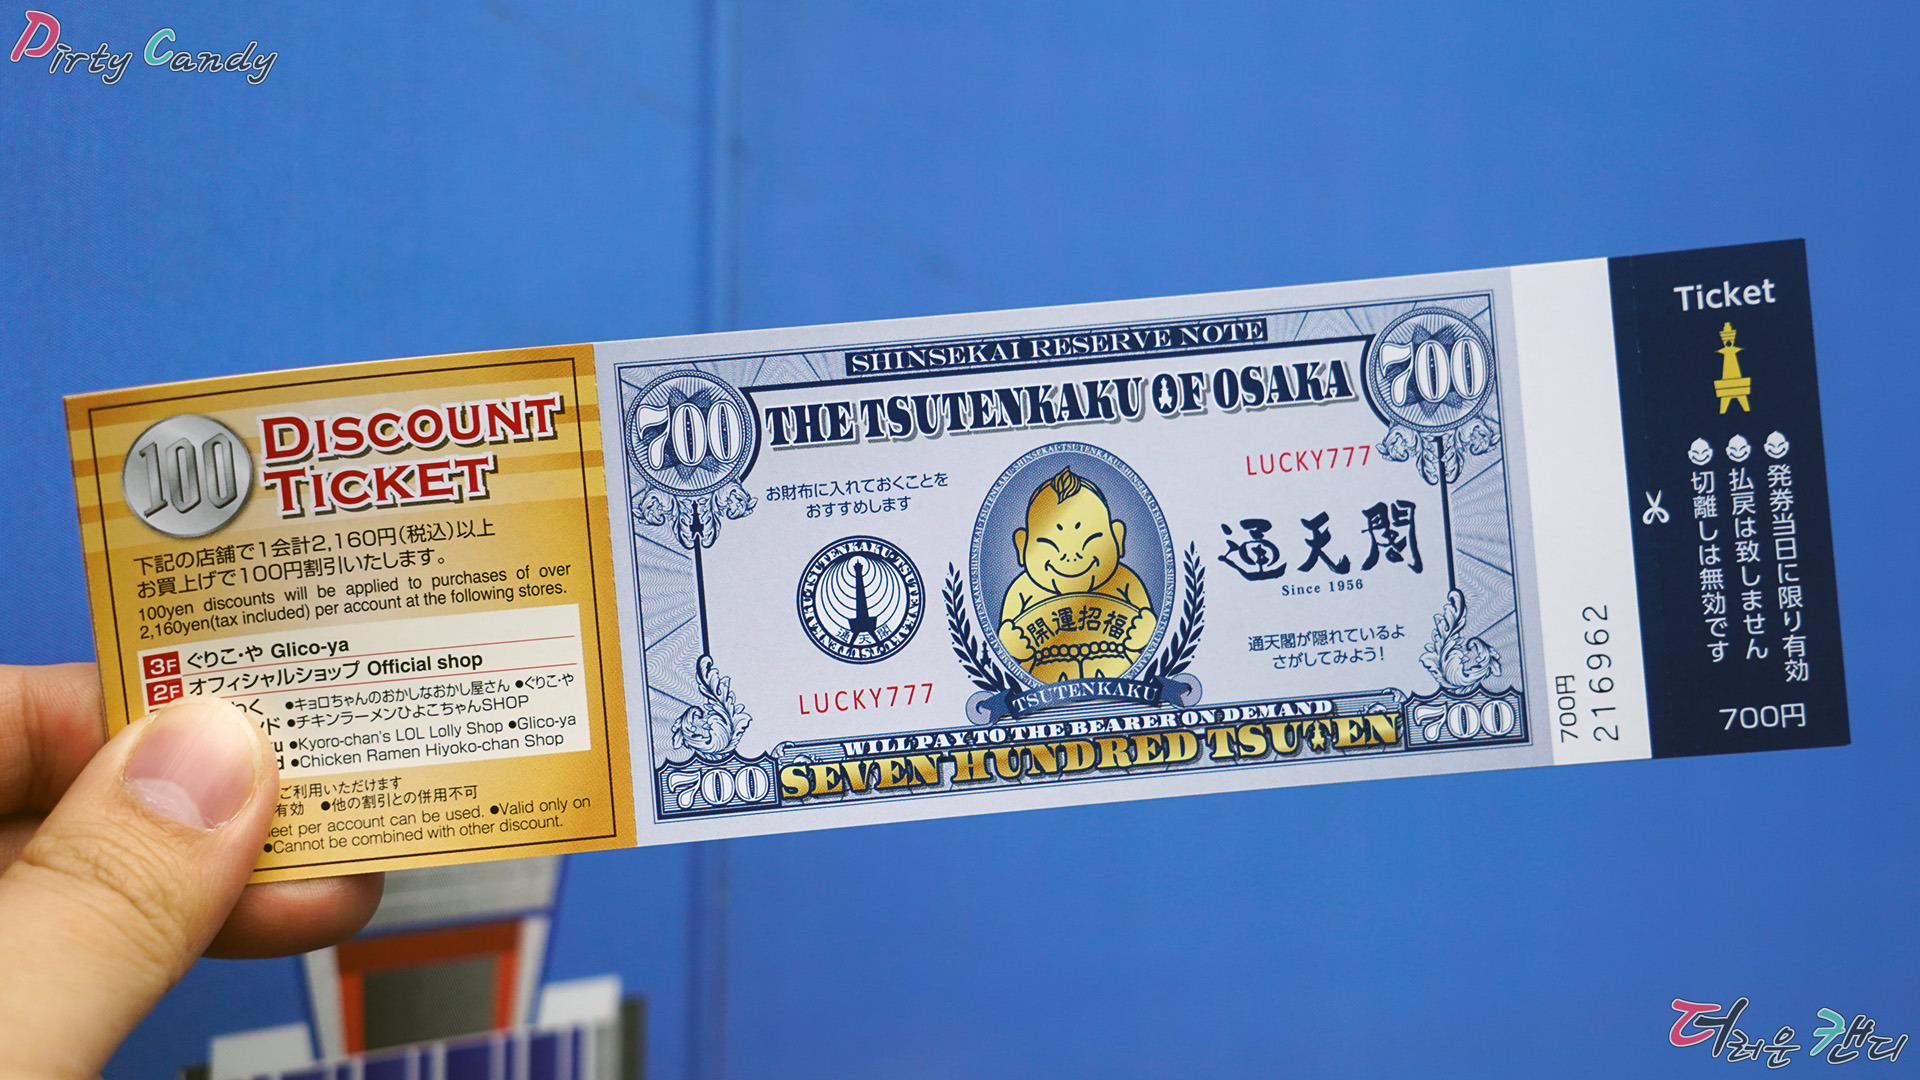 Dirty Candy
100
DISCOUNT
TICKET
下記の店舗で1会計2,160円(税込)以上
お買上げで100円割引いたします。
100yen discounts will be applied to purchases of over
2,160yen(tax included) per account at the following stores.
3F ぐりこ・や Glico-ya
2F オフィシャルショップ Official shop
●キョロちゃんのおかしなおかし屋さん ●ぐりこ・や
●チキンラーメンひよこちゃんSHOP
●Kyoro-chan's LOL Lolly Shop ●Glico-ya
●Chicken Ramen Hiyoko-chan Shop
ご利用いただけます
有効 ●他の割引との併用不可
per account can be used. ●Valid only on
●Cannot be combined with other discount.
SHINSEKAI RESERVE NOTE
700
THE TSUTENKAKU OF OSAKA
700
お財布に入れておくことを
おすすめします
LUCKY777
TSUTENKAKU・TSUTENKAKU・TSUTENKAKU
通天閣
LUCKY777
開運招福
TSUTENKAKU
通天閣
Since 1956
通天閣が隠れているよ
さがしてみよう！
WILL PAY TO THE BEARER ON DEMAND
700
SEVEN HUNDRED TSUTEN
700
700円
216962
Ticket
発券当日に限り有効
払戻は致しません
切離しは無効です
700円
더러운 캔디